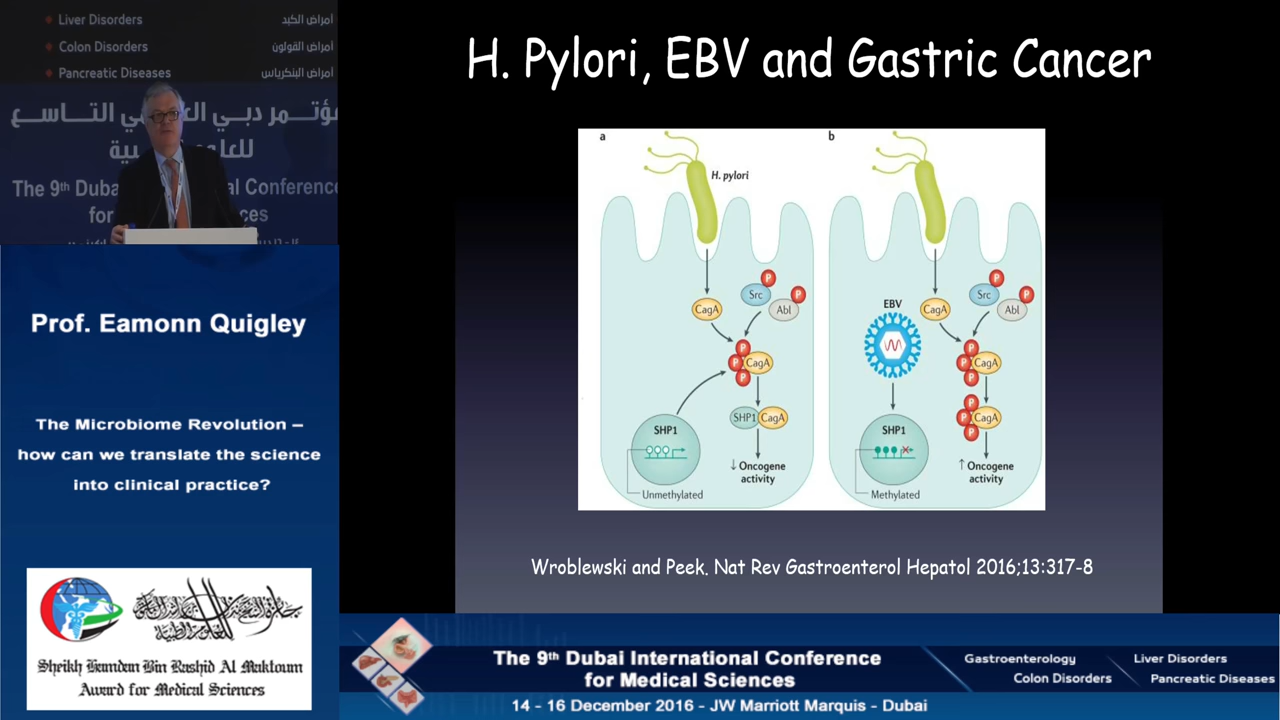 Liver Disorders
أمراض الكبد
Colon Disorders
أمراض القولون
Pancreatic Diseases
أمراض البنكرياس
التاسـع
The 9th Duba
al Conference
for
ces
Prof. Eamonn Quigley
The Microbiome Revolution –
how can we translate the science
into clinical practice?
Sheikh Hamdan Bin Rashid Al Maktoum
Award for Medical Sciences
H. Pylori, EBV and Gastric Cancer
a
H. pylori
Src
P
Abl
P
CagA
P
P
CagA
P
SHP1
SHP1
CagA
↓ Oncogene
activity
Unmethylated
b
Src
P
Abl
P
EBV
CagA
P
P
CagA
P
P
P
CagA
P
SHP1
↑ Oncogene
activity
Methylated
Wroblewski and Peek. Nat Rev Gastroenterol Hepatol 2016;13:317-8
The 9th Dubai International Conference
for Medical Sciences
14 - 16 December 2016 - JW Marriott Marquis - Dubai
Gastroenterology
Liver Disorders
Colon Disorders
Pancreatic Diseases